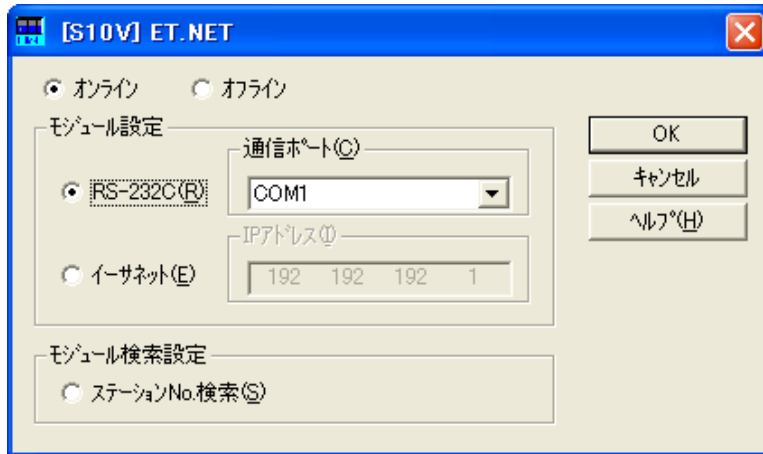 [S10V] ET.NET
オンライン オフライン
モジュール設定
通信ポート(C)
RS-232C(R)
COM1
IPアドレス(I)
イーサネット(E)
192 192 192 1
モジュール検索設定
ステーションNo.検索(S)
OK
キャンセル
ヘルプ(H)